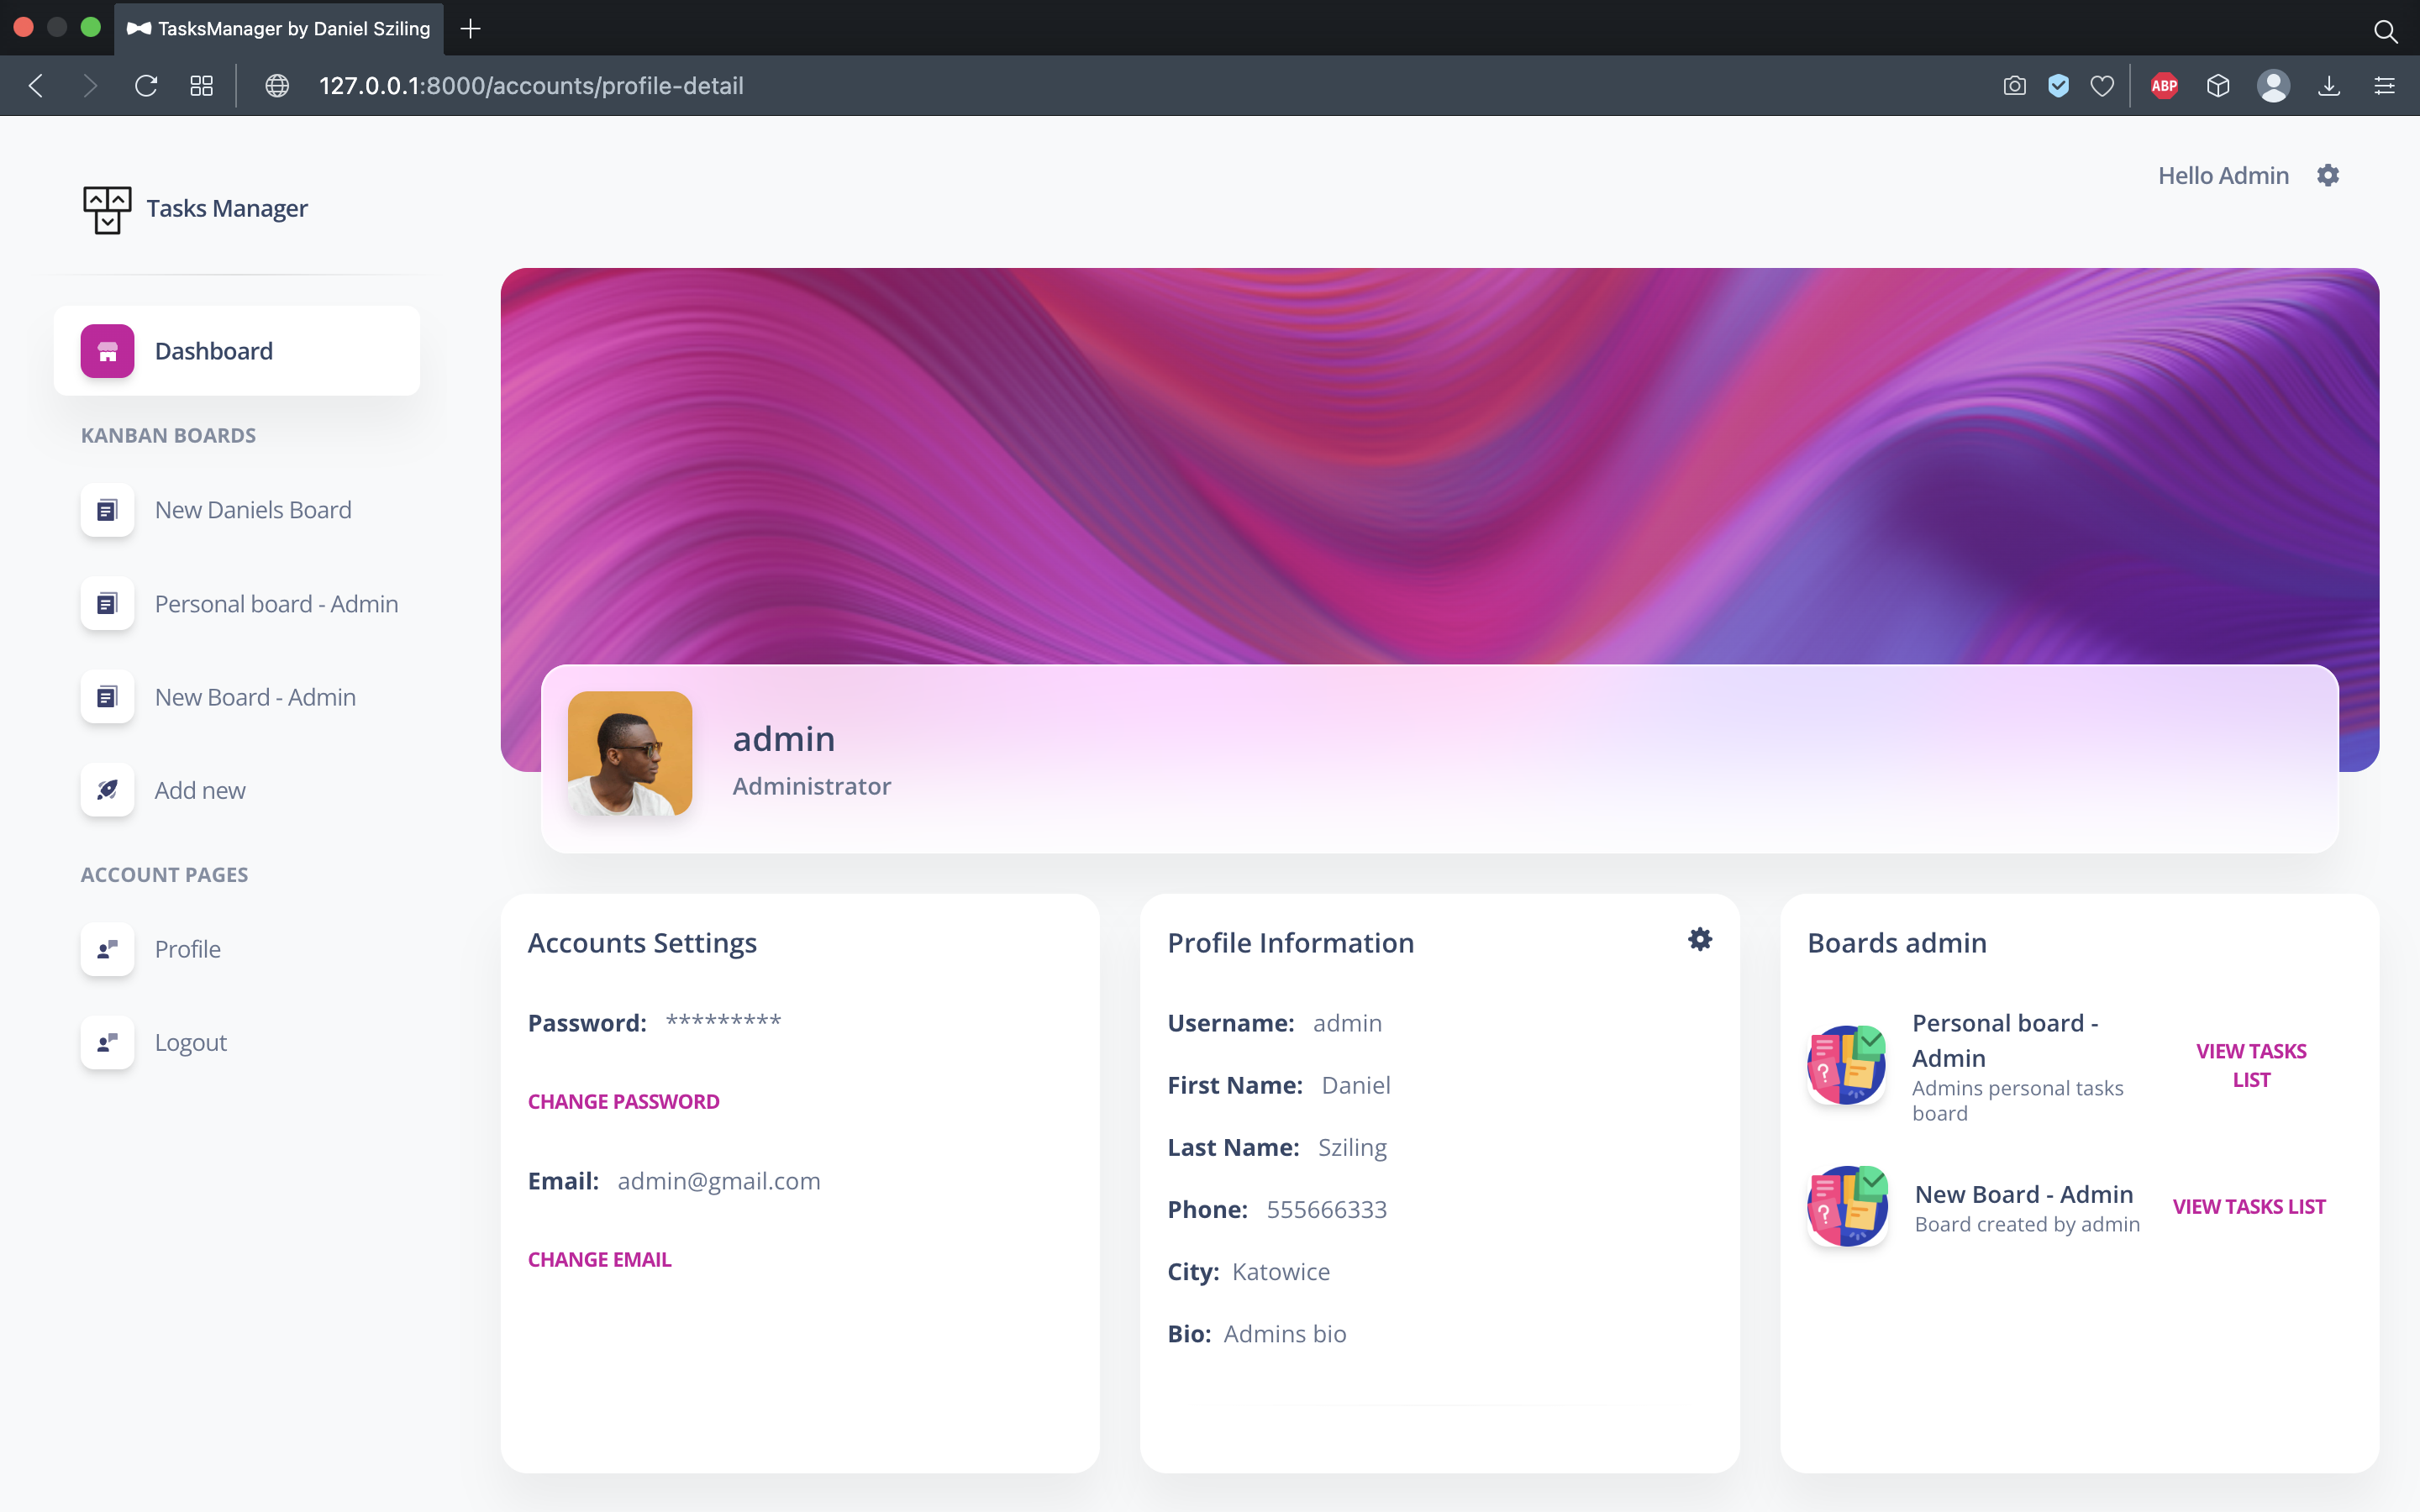 TasksManager by Daniel Sziling
127.0.0.1:8000/accounts/profile-detail
ABP
Hello Admin
Tasks Manager
Dashboard
KANBAN BOARDS
New Daniels Board
Personal board - Admin
New Board - Admin
Add new
ACCOUNT PAGES
Profile
Logout
admin
Administrator
Accounts Settings
Password: *********
CHANGE PASSWORD
Email: admin@gmail.com
CHANGE EMAIL
Profile Information
Username: admin
First Name: Daniel
Last Name: Sziling
Phone: 555666333
City: Katowice
Bio: Admins bio
Boards admin
Personal board -
Admin
Admins personal tasks
board
VIEW TASKS
LIST
New Board - Admin
Board created by admin
VIEW TASKS LIST